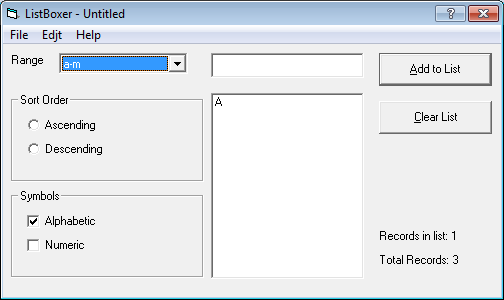 ListBoxer - Untitled
File Edjt Help
Range a-m Add to List
Sort Order A Clear List
Ascending
Descending
Symbols
Alphabetic
Numeric
Records in list: 1
Total Records: 3